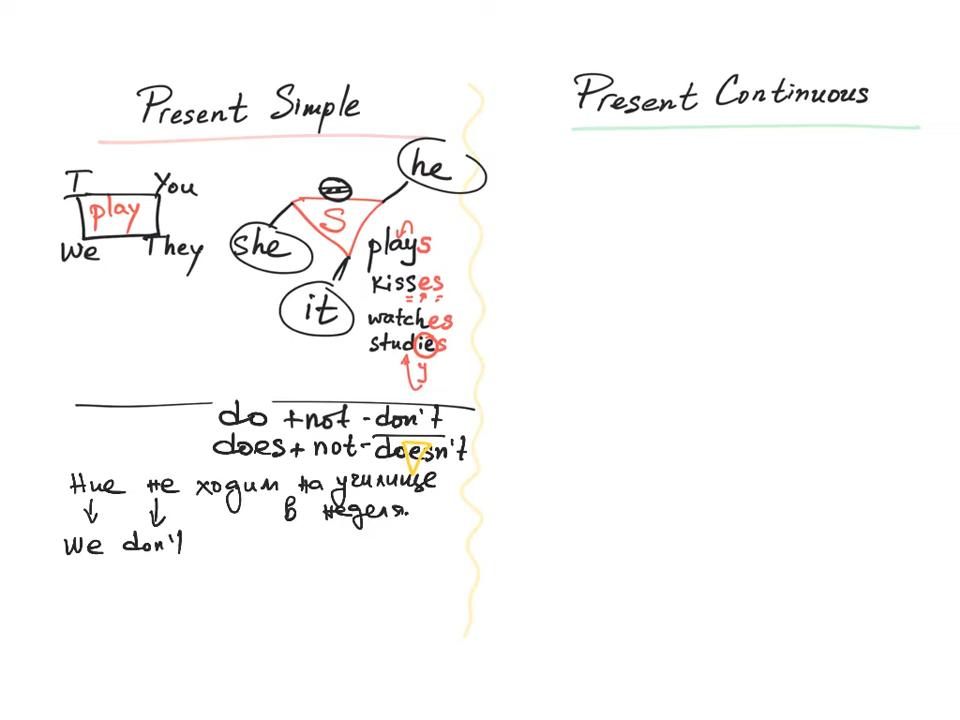 Present Simple
I You
play
We They
he
S
she
it
plays
kisses
watches
studies
y
do + not - don't
does + not - doesn't
Ние не ходим на училище
в неделя.
We don't
Present Continuous